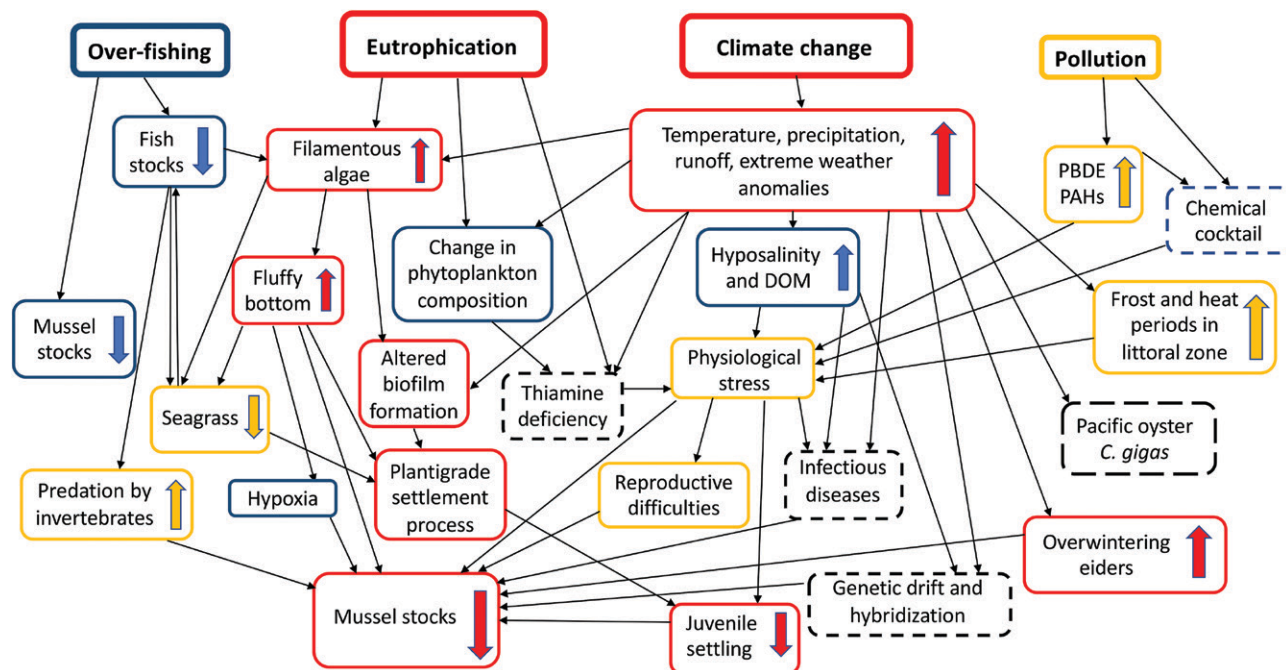 Over-fishing
Eutrophication
Climate change
Pollution
Fish
stocks
Filamentous
algae
Temperature, precipitation,
runoff, extreme weather
anomalies
PBDE
PAHs
Chemical
cocktail
Change in
phytoplankton
composition
Hyposalinity
and DOM
Fluffy
bottom
Mussel
stocks
Frost and heat
periods in
littoral zone
Altered
biofilm
formation
Thiamine
deficiency
Physiological
stress
Seagrass
Pacific oyster
C. gigas
Predation by
invertebrates
Hypoxia
Plantigrade
settlement
process
Reproductive
difficulties
Infectious
diseases
Overwintering
eiders
Mussel stocks
Juvenile
settling
Genetic drift and
hybridization